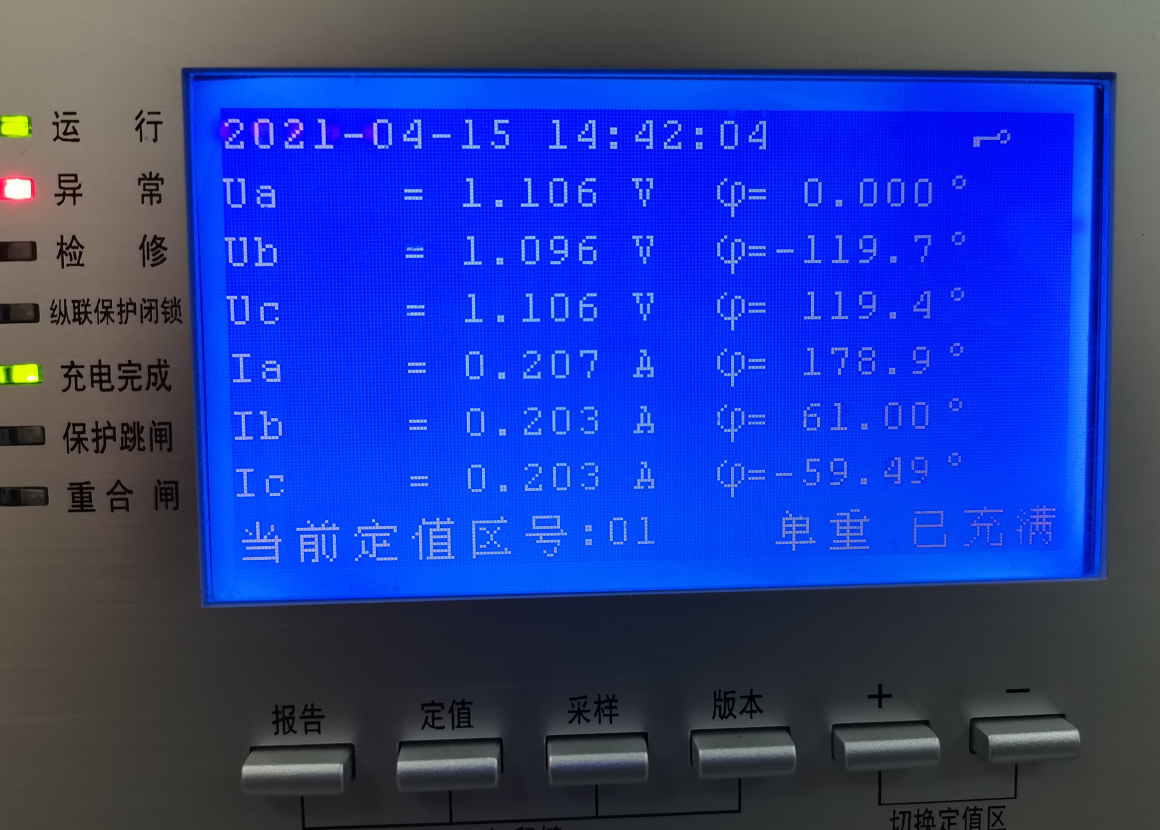 运行
异常
检修
纵联保护闭锁
充电完成
保护跳闸
重合闸
2021-04-15 14:42:04
Ua = 1.106 V φ= 0.000°
Ub = 1.096 V φ=-119.7°
Uc = 1.106 V φ= 119.4°
Ia = 0.207 A φ= 178.9°
Ib = 0.203 A φ= 61.00°
Ic = 0.203 A φ=-59.49°
当前定值区号:01 单重 已充满
报告 定值 采样 版本 + -
切换定值区